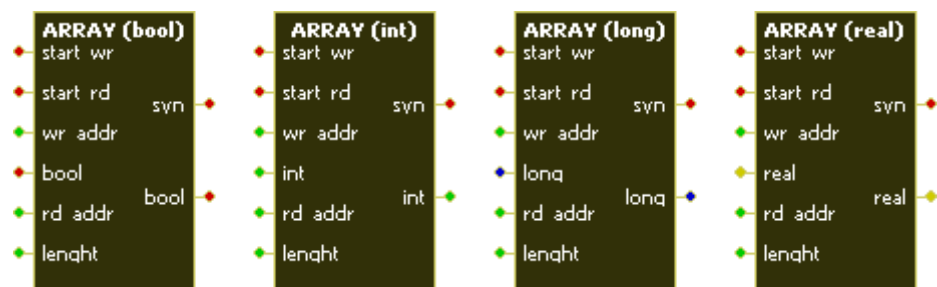 ARRAY (bool)
start wr
start rd
syn
wr addr
bool
bool
rd addr
lenght
ARRAY (int)
start wr
start rd
syn
wr addr
int
int
rd addr
lenght
ARRAY (long)
start wr
start rd
syn
wr addr
long
long
rd addr
lenght
ARRAY (real)
start wr
start rd
syn
wr addr
real
real
rd addr
lenght